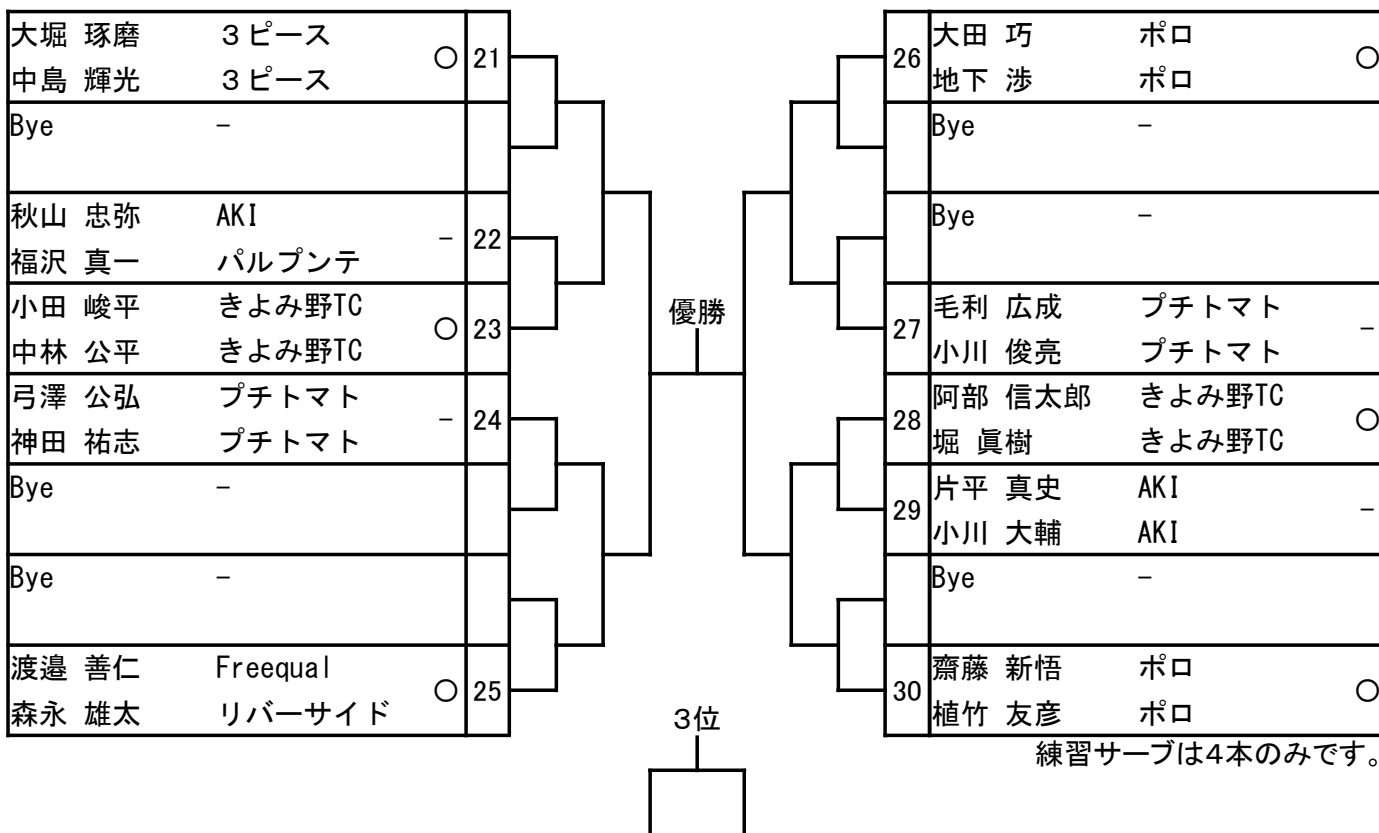 大堀 琢磨 3ピース
○ 21
中島 輝光 3ピース
Bye -
秋山 忠弥 AKI
- 22
福沢 真一 パルプンテ
小田 峻平 きよみ野TC
○ 23
中林 公平 きよみ野TC
弓澤 公弘 プチトマト
- 24
神田 祐志 プチトマト
Bye -
Bye -
渡邉 善仁 Freequal
○ 25
森永 雄太 リバーサイド
優勝
3位
大田 巧 ポロ
26 ○
地下 渉 ポロ
Bye -
Bye -
毛利 広成 プチトマト
27 -
小川 俊亮 プチトマト
阿部 信太郎 きよみ野TC
28 ○
堀 眞樹 きよみ野TC
片平 真史 AKI
29 -
小川 大輔 AKI
Bye -
齋藤 新悟 ポロ
30 ○
植竹 友彦 ポロ
練習サーブは4本のみです。